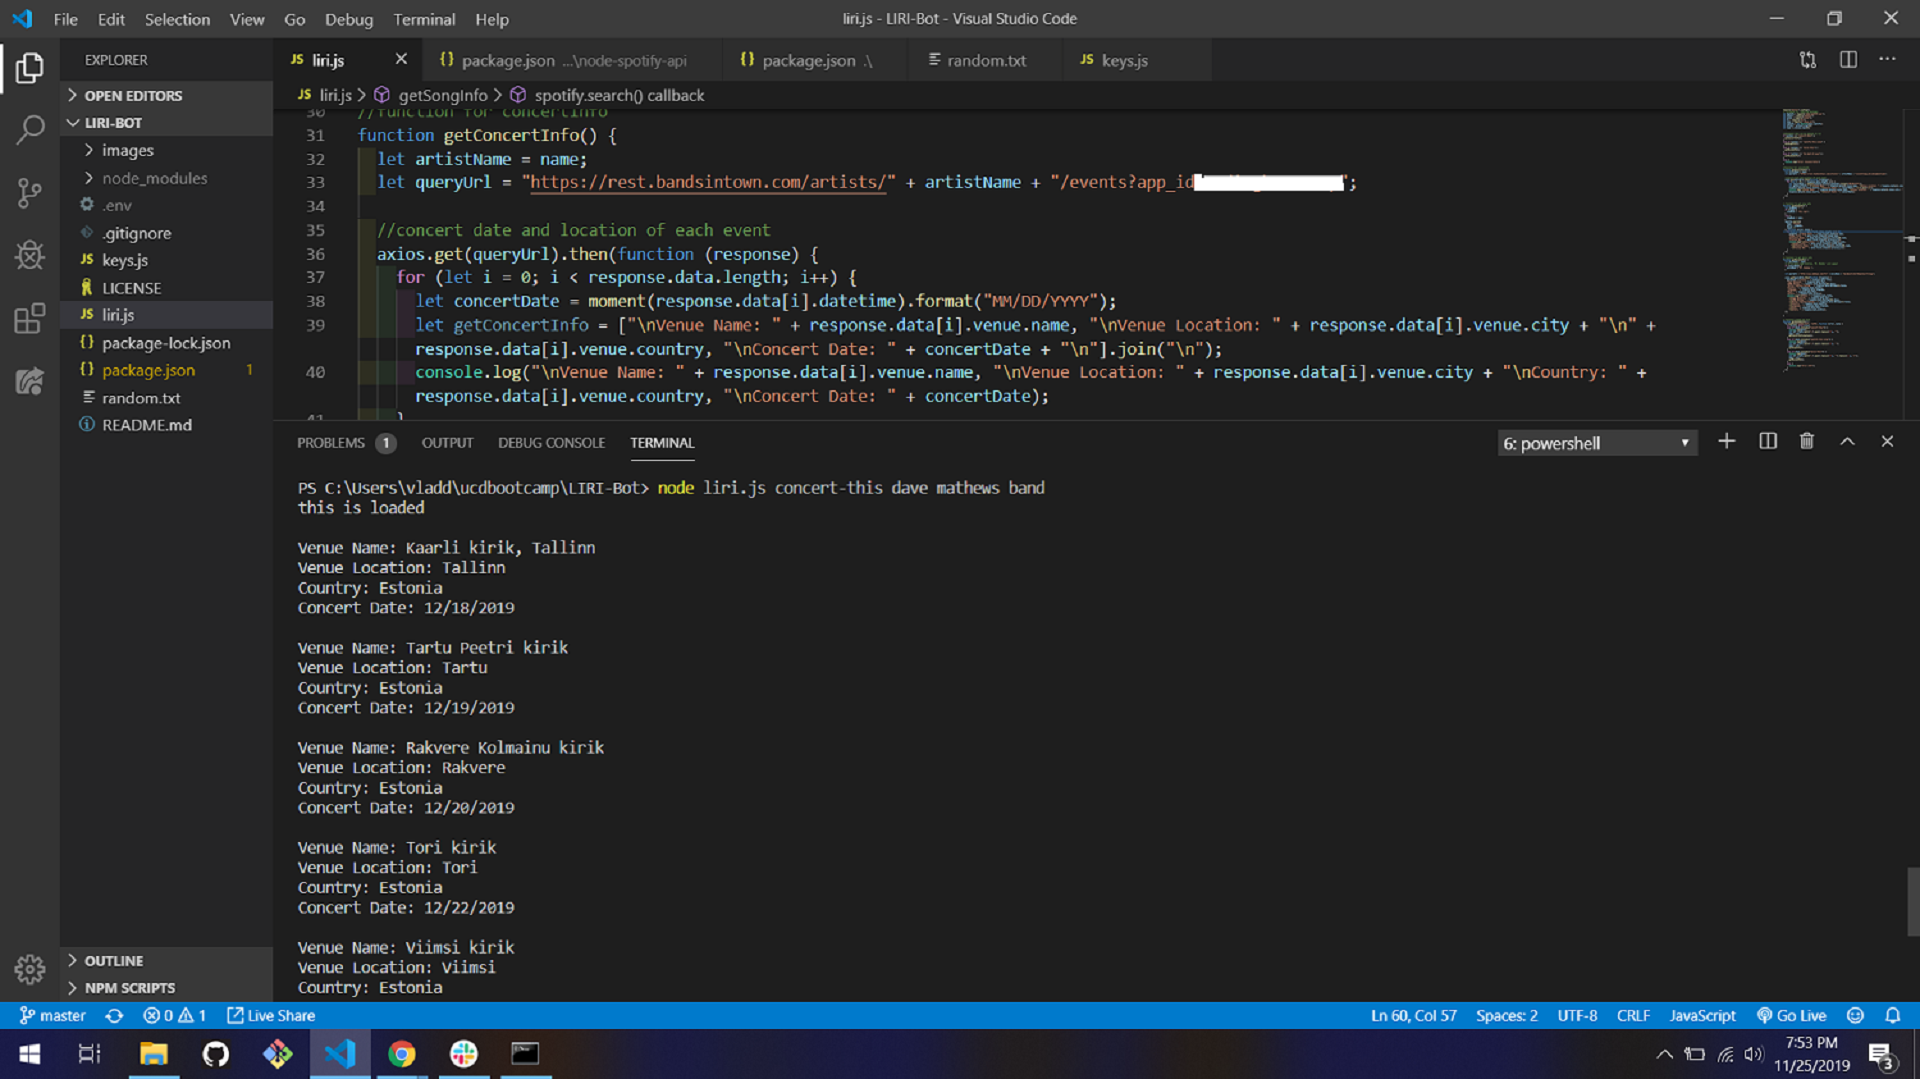 File Edit Selection View Go Debug Terminal Help
liri.js - LIRI-Bot - Visual Studio Code
EXPLORER
OPEN EDITORS
LIRI-BOT
images
node_modules
.env
.gitignore
keys.js
LICENSE
liri.js
package-lock.json
package.json 1
random.txt
README.md
OUTLINE
NPM SCRIPTS
JS liri.js
{} package.json ...\node-spotify-api
{} package.json .\
random.txt
JS keys.js
JS liri.js > getSongInfo > spotify.search() callback
30 //function for concertInfo
31 function getConcertInfo() {
32 let artistName = name;
33 let queryUrl = "https://rest.bandsintown.com/artists/" + artistName + "/events?app_id ";
34
35 //concert date and location of each event
36 axios.get(queryUrl).then(function (response) {
37 for (let i = 0; i < response.data.length; i++) {
38 let concertDate = moment(response.data[i].datetime).format("MM/DD/YYYY");
39 let getConcertInfo = ["\nVenue Name: " + response.data[i].venue.name, "\nVenue Location: " + response.data[i].venue.city + "\n" +
response.data[i].venue.country, "\nConcert Date: " + concertDate + "\n"].join("\n");
40 console.log("\nVenue Name: " + response.data[i].venue.name, "\nVenue Location: " + response.data[i].venue.city + "\nCountry: " +
response.data[i].venue.country, "\nConcert Date: " + concertDate);
41 }
PROBLEMS 1 OUTPUT DEBUG CONSOLE TERMINAL
6: powershell
PS C:\Users\vladd\ucdbootcamp\LIRI-Bot> node liri.js concert-this dave mathews band
this is loaded
Venue Name: Kaarli kirik, Tallinn
Venue Location: Tallinn
Country: Estonia
Concert Date: 12/18/2019
Venue Name: Tartu Peetri kirik
Venue Location: Tartu
Country: Estonia
Concert Date: 12/19/2019
Venue Name: Rakvere Kolmainu kirik
Venue Location: Rakvere
Country: Estonia
Concert Date: 12/20/2019
Venue Name: Tori kirik
Venue Location: Tori
Country: Estonia
Concert Date: 12/22/2019
Venue Name: Viimsi kirik
Venue Location: Viimsi
Country: Estonia
master 0 1 Live Share
Ln 60, Col 57 Spaces: 2 UTF-8 CRLF JavaScript Go Live
7:53 PM
11/25/2019
3